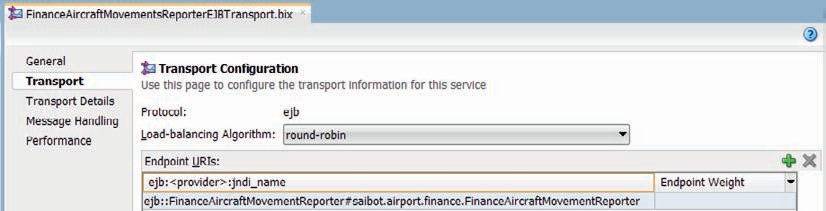 FinanceAircraftMovementsReporterEJBTransport.bix
General
Transport
Transport Details
Message Handling
Performance
Transport Configuration
Use this page to configure the transport information for this service
Protocol: ejb
Load-balancing Algorithm: round-robin
Endpoint URIs:
ejb:<provider>:jndi_name Endpoint Weight
ejb::FinanceAircraftMovementReporter#saibot.airport.finance.FinanceAircraftMovementReporter